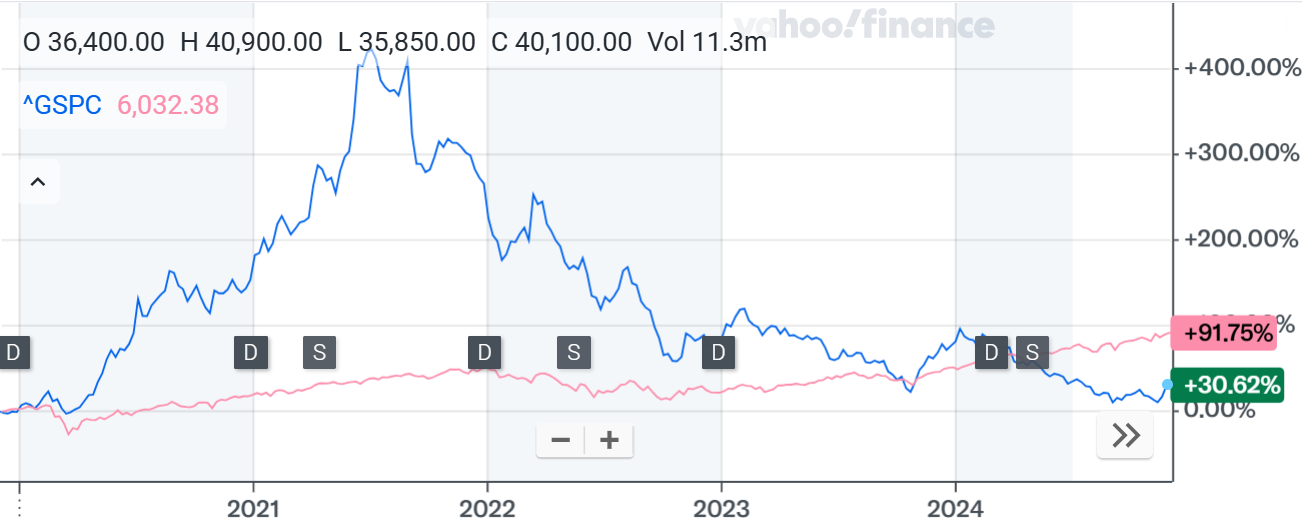 yahoo!finance
O 36,400.00 H 40,900.00 L 35,850.00 C 40,100.00 Vol 11.3m
+400.00%
^GSPC 6,032.38
+300.00%
+200.00%
+91.75%
D D S D S D D S
+30.62%
0.00%
− +
2021 2022 2023 2024